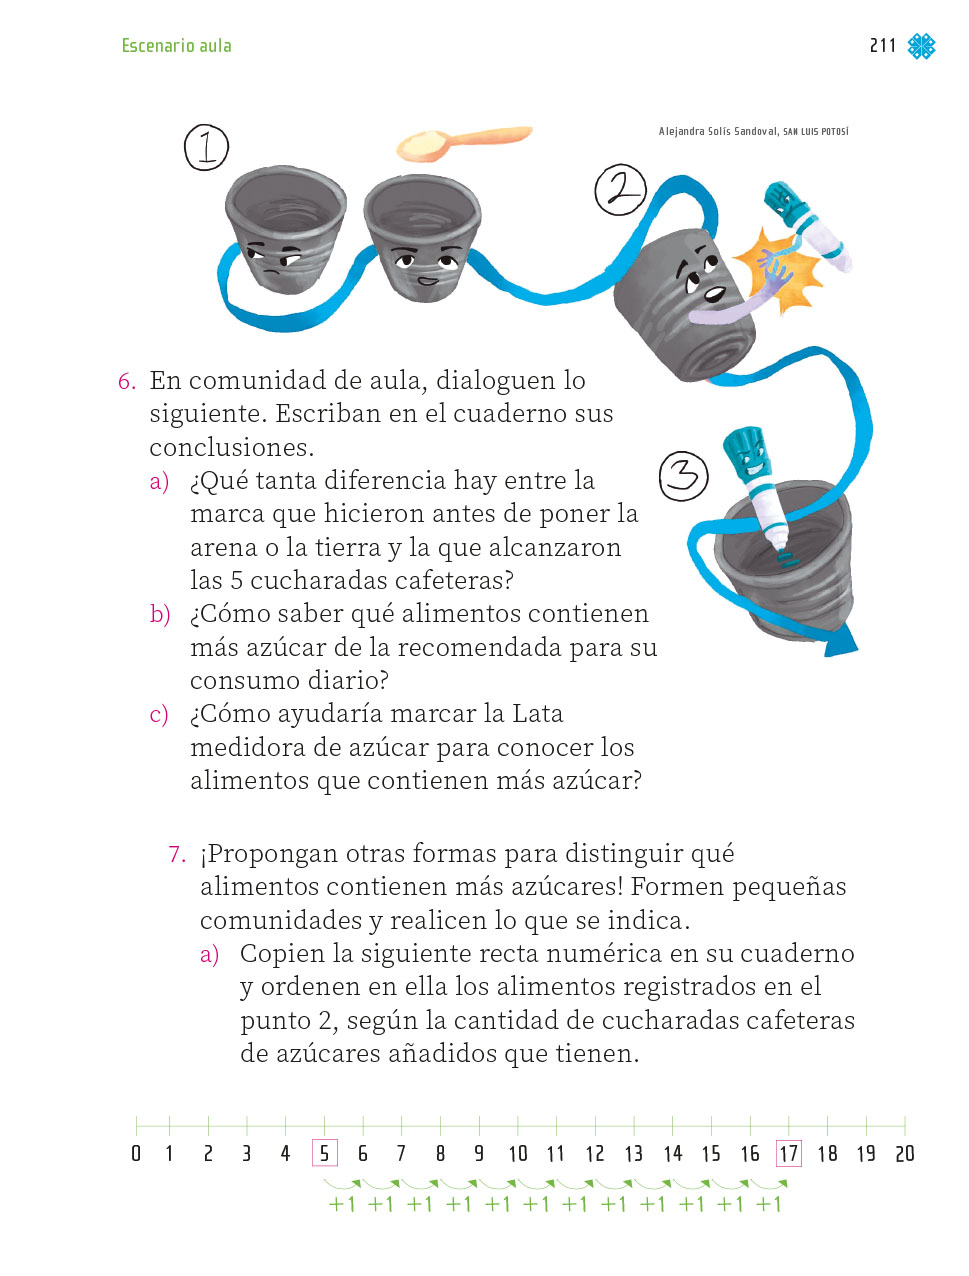 Escenario aula
211
Alejandra Solís Sandoval, SAN LUIS POTOSÍ
1
2
3
6. En comunidad de aula, dialoguen lo
siguiente. Escriban en el cuaderno sus
conclusiones.
a) ¿Qué tanta diferencia hay entre la
marca que hicieron antes de poner la
arena o la tierra y la que alcanzaron
las 5 cucharadas cafeteras?
b) ¿Cómo saber qué alimentos contienen
más azúcar de la recomendada para su
consumo diario?
c) ¿Cómo ayudaría marcar la Lata
medidora de azúcar para conocer los
alimentos que contienen más azúcar?
7. ¡Propongan otras formas para distinguir qué
alimentos contienen más azúcares! Formen pequeñas
comunidades y realicen lo que se indica.
a) Copien la siguiente recta numérica en su cuaderno
y ordenen en ella los alimentos registrados en el
punto 2, según la cantidad de cucharadas cafeteras
de azúcares añadidos que tienen.
0 1 2 3 4 5 6 7 8 9 10 11 12 13 14 15 16 17 18 19 20
+1 +1 +1 +1 +1 +1 +1 +1 +1 +1 +1 +1